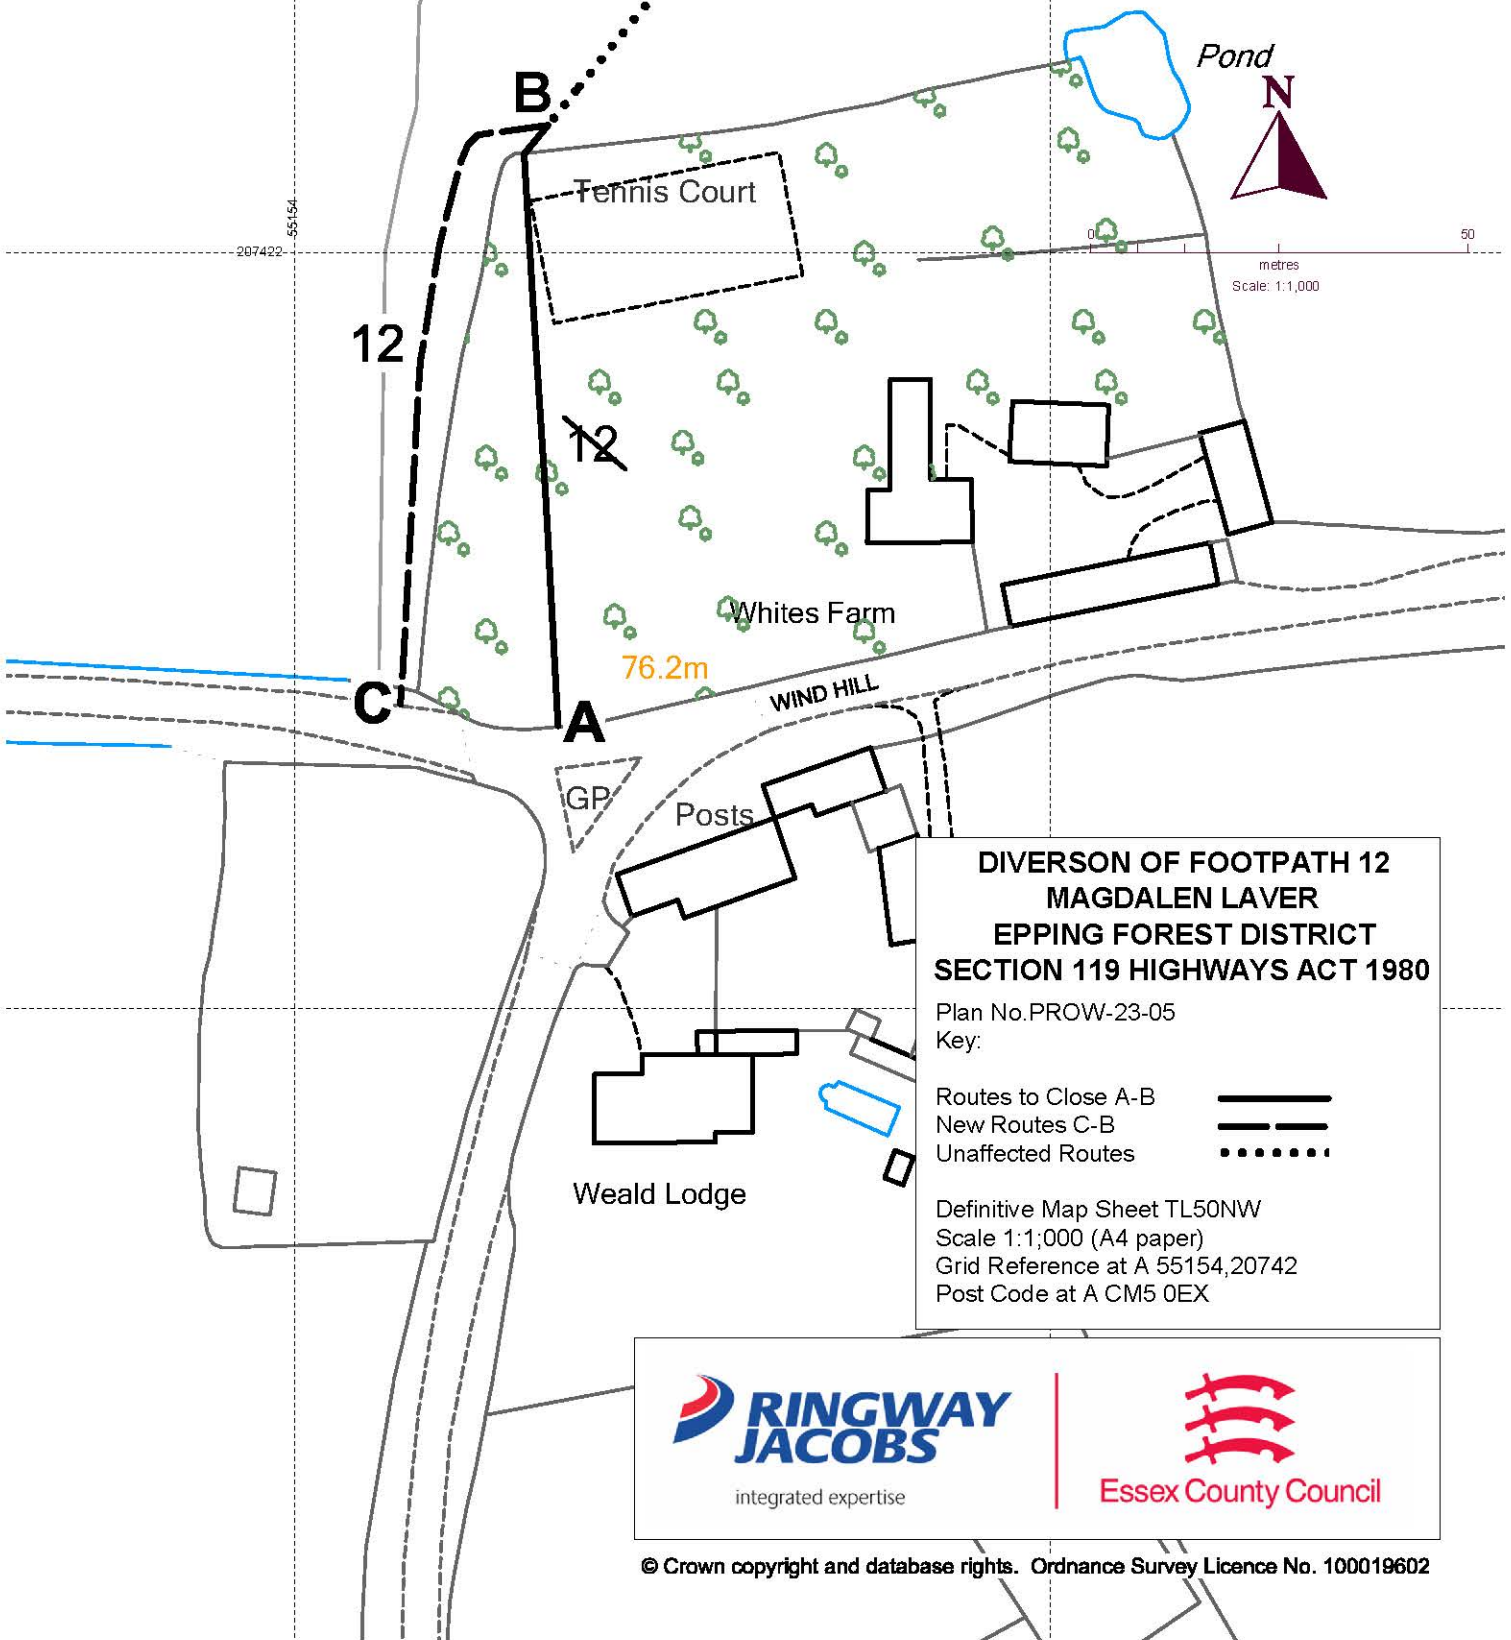 B
Pond
N
Tennis Court
55154
207422
0
50
metres
Scale: 1:1,000
12
12
Whites Farm
76.2m
WIND HILL
C
A
GP
Posts
DIVERSON OF FOOTPATH 12
MAGDALEN LAVER
EPPING FOREST DISTRICT
SECTION 119 HIGHWAYS ACT 1980
Plan No.PROW-23-05
Key:
Routes to Close A-B
New Routes C-B
Unaffected Routes
Definitive Map Sheet TL50NW
Scale 1:1;000 (A4 paper)
Grid Reference at A 55154,20742
Post Code at A CM5 0EX
Weald Lodge
RINGWAY
JACOBS
integrated expertise
Essex County Council
© Crown copyright and database rights. Ordnance Survey Licence No. 100019602